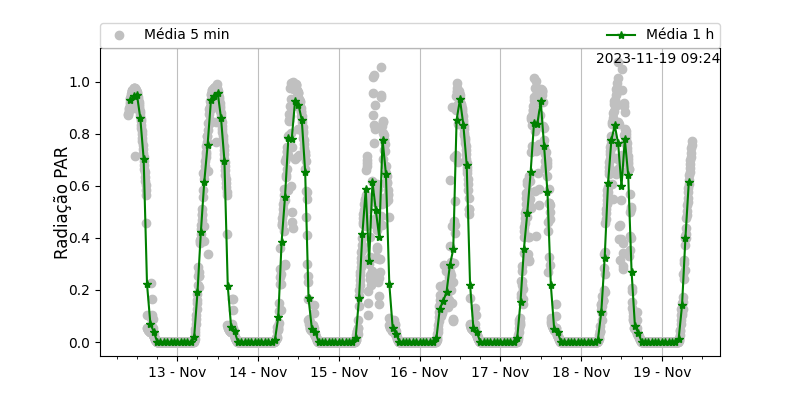 Média 5 min
Média 1 h
2023-11-19 09:24
Radiação PAR
1.0
0.8
0.6
0.4
0.2
0.0
13 - Nov
14 - Nov
15 - Nov
16 - Nov
17 - Nov
18 - Nov
19 - Nov